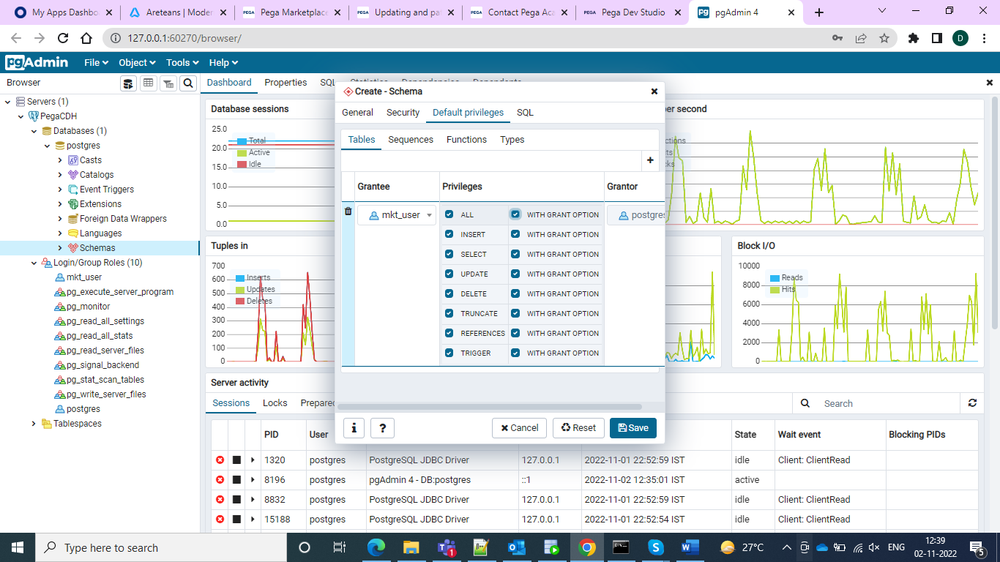 My Apps Dashbo
Areteans | Moder
PEGA Pega Marketplace
PEGA Updating and pat
PEGA Contact Pega Aca
PEGA Pega Dev Studio
pg pgAdmin 4
127.0.0.1:60270/browser/
D
pgAdmin File Object Tools Help
Browser
Dashboard Properties SQL Statistics Dependencies Dependents
Servers (1)
PegaCDH
Databases (1)
postgres
Casts
Catalogs
Event Triggers
Extensions
Foreign Data Wrappers
Languages
Schemas
Login/Group Roles (10)
mkt_user
pg_execute_server_program
pg_monitor
pg_read_all_settings
pg_read_all_stats
pg_read_server_files
pg_signal_backend
pg_stat_scan_tables
pg_write_server_files
postgres
Tablespaces
Database sessions
25.0
20.0
15.0
10.0
5.0
0.0
Total
Active
Idle
per second
ctions
Tuples in
700
600
500
400
300
200
100
0
Inserts
Updates
Deletes
Block I/O
10000
8000
6000
4000
2000
0
Reads
Hits
Create - Schema
General Security Default privileges SQL
Tables Sequences Functions Types
Grantee Privileges Grantor
mkt_user ALL WITH GRANT OPTION postgres
INSERT WITH GRANT OPTION
SELECT WITH GRANT OPTION
UPDATE WITH GRANT OPTION
DELETE WITH GRANT OPTION
TRUNCATE WITH GRANT OPTION
REFERENCES WITH GRANT OPTION
TRIGGER WITH GRANT OPTION
i ? Cancel Reset Save
Server activity
Sessions Locks Prepared
Search
PID User State Wait event Blocking PIDs
1320 postgres PostgreSQL JDBC Driver 127.0.0.1 2022-11-01 22:52:59 IST idle Client: ClientRead
8196 postgres pgAdmin 4 - DB:postgres ::1 2022-11-02 12:35:01 IST active
8832 postgres PostgreSQL JDBC Driver 127.0.0.1 2022-11-01 22:52:59 IST idle Client: ClientRead
15188 postgres PostgreSQL JDBC Driver 127.0.0.1 2022-11-01 22:52:54 IST idle Client: ClientRead
Type here to search
1
27°C
ENG
12:39
02-11-2022
5